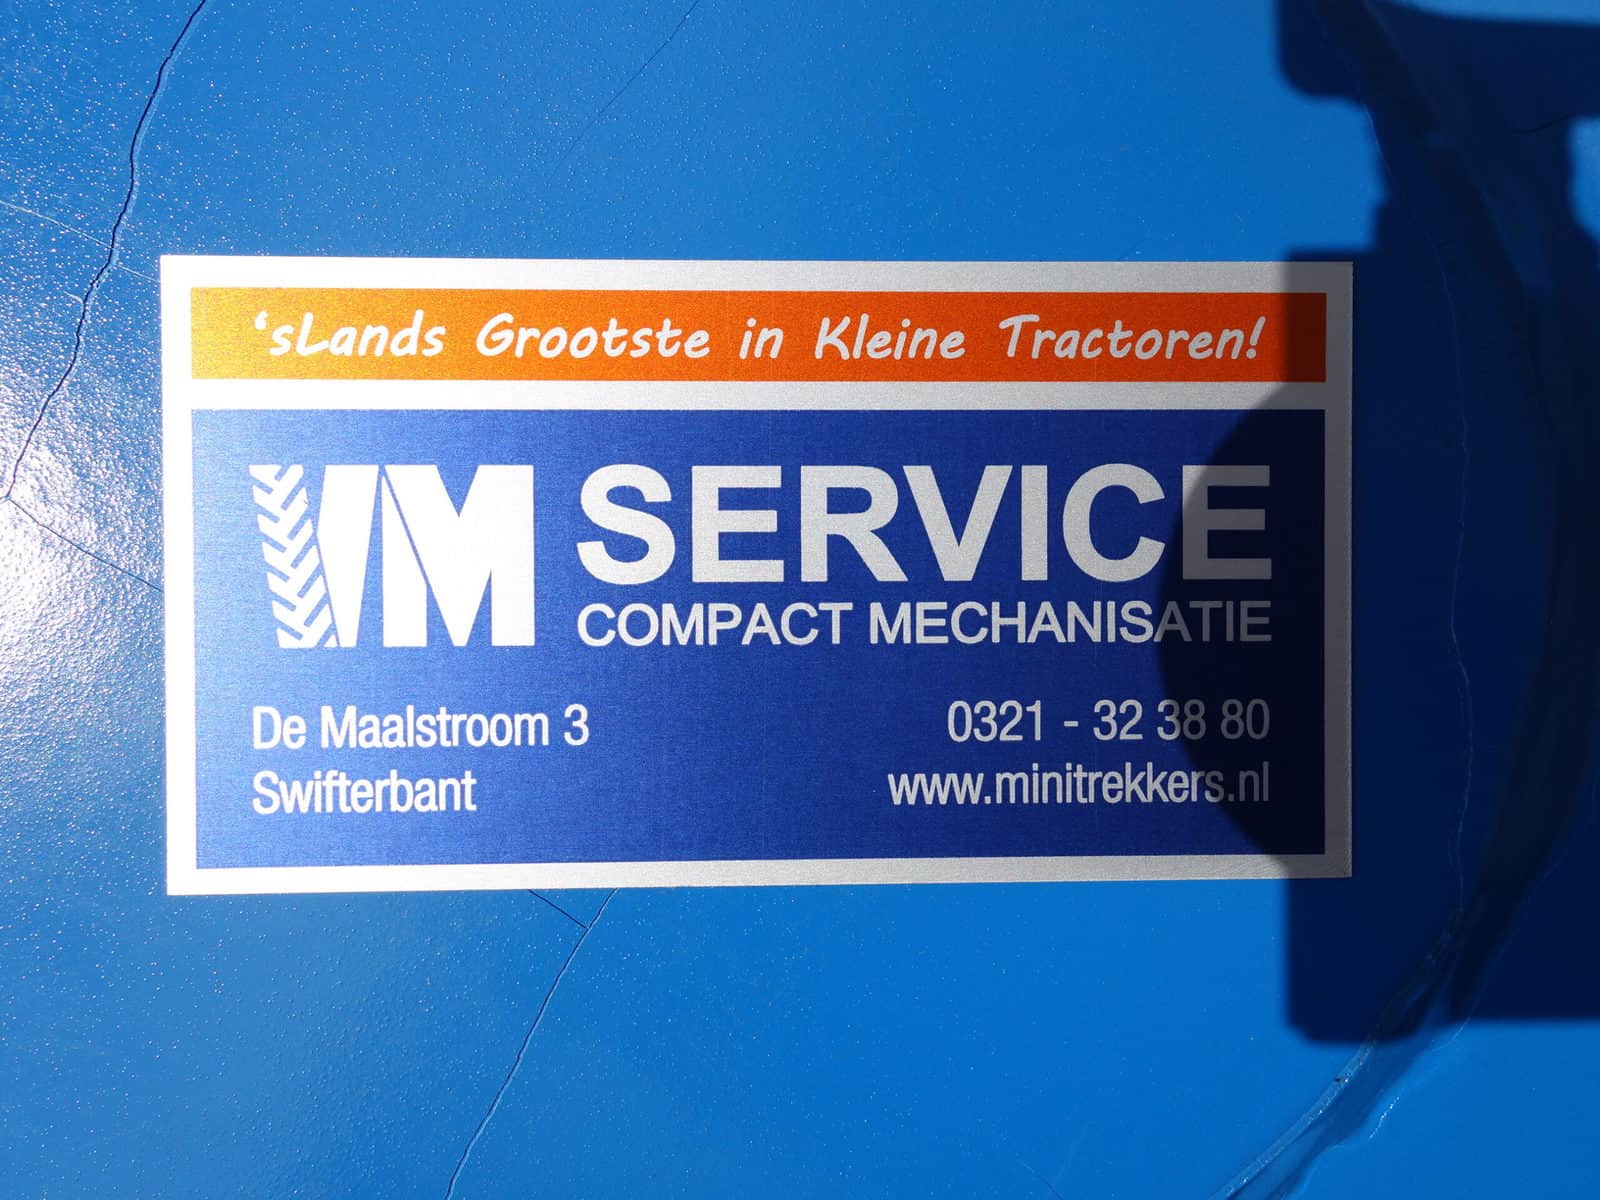 ‘sLands Grootste in Kleine Tractoren!
VM SERVICE
COMPACT MECHANISATIE
De Maalstroom 3
Swifterbant
0321 - 32 38 80
www.minitrekkers.nl